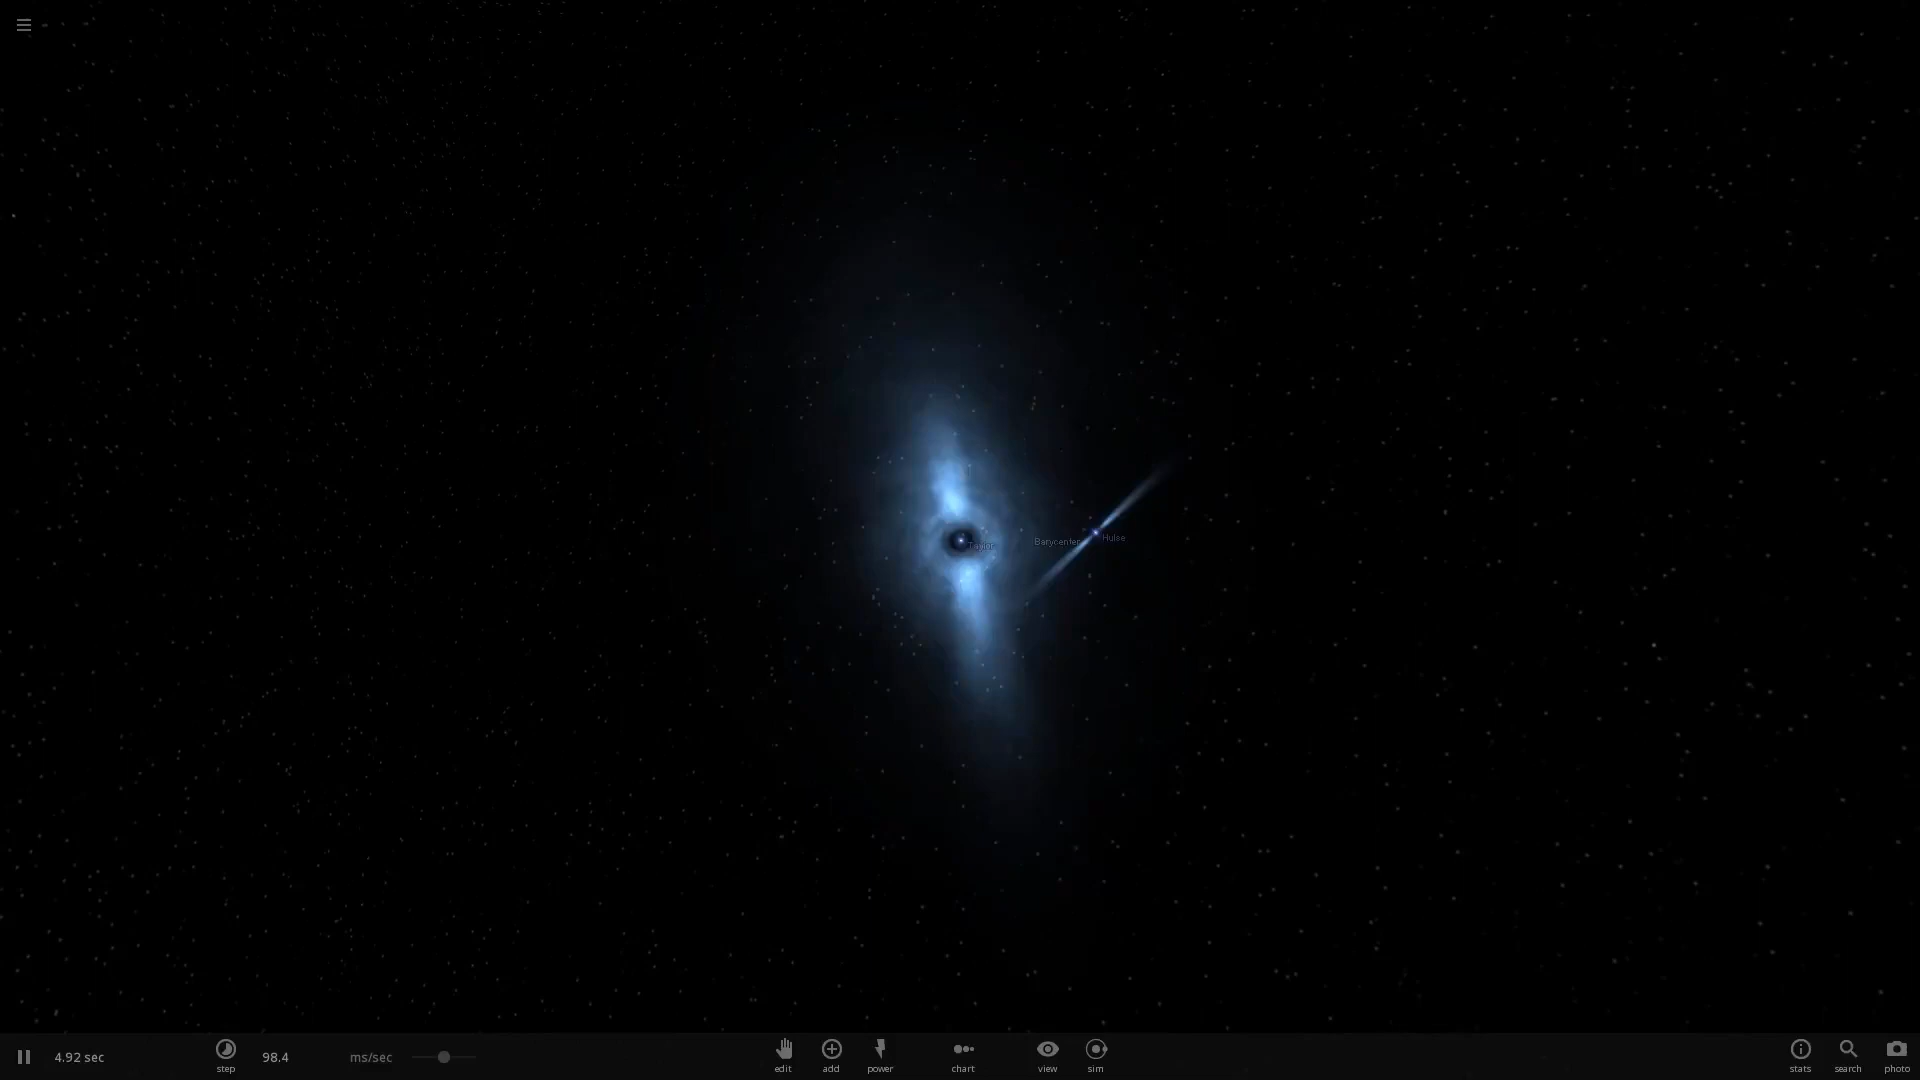 Taylor
Barycenter
Hulse
4.92 sec
step
98.4
ms/sec
edit
add
power
chart
view
sim
stats
search
photo